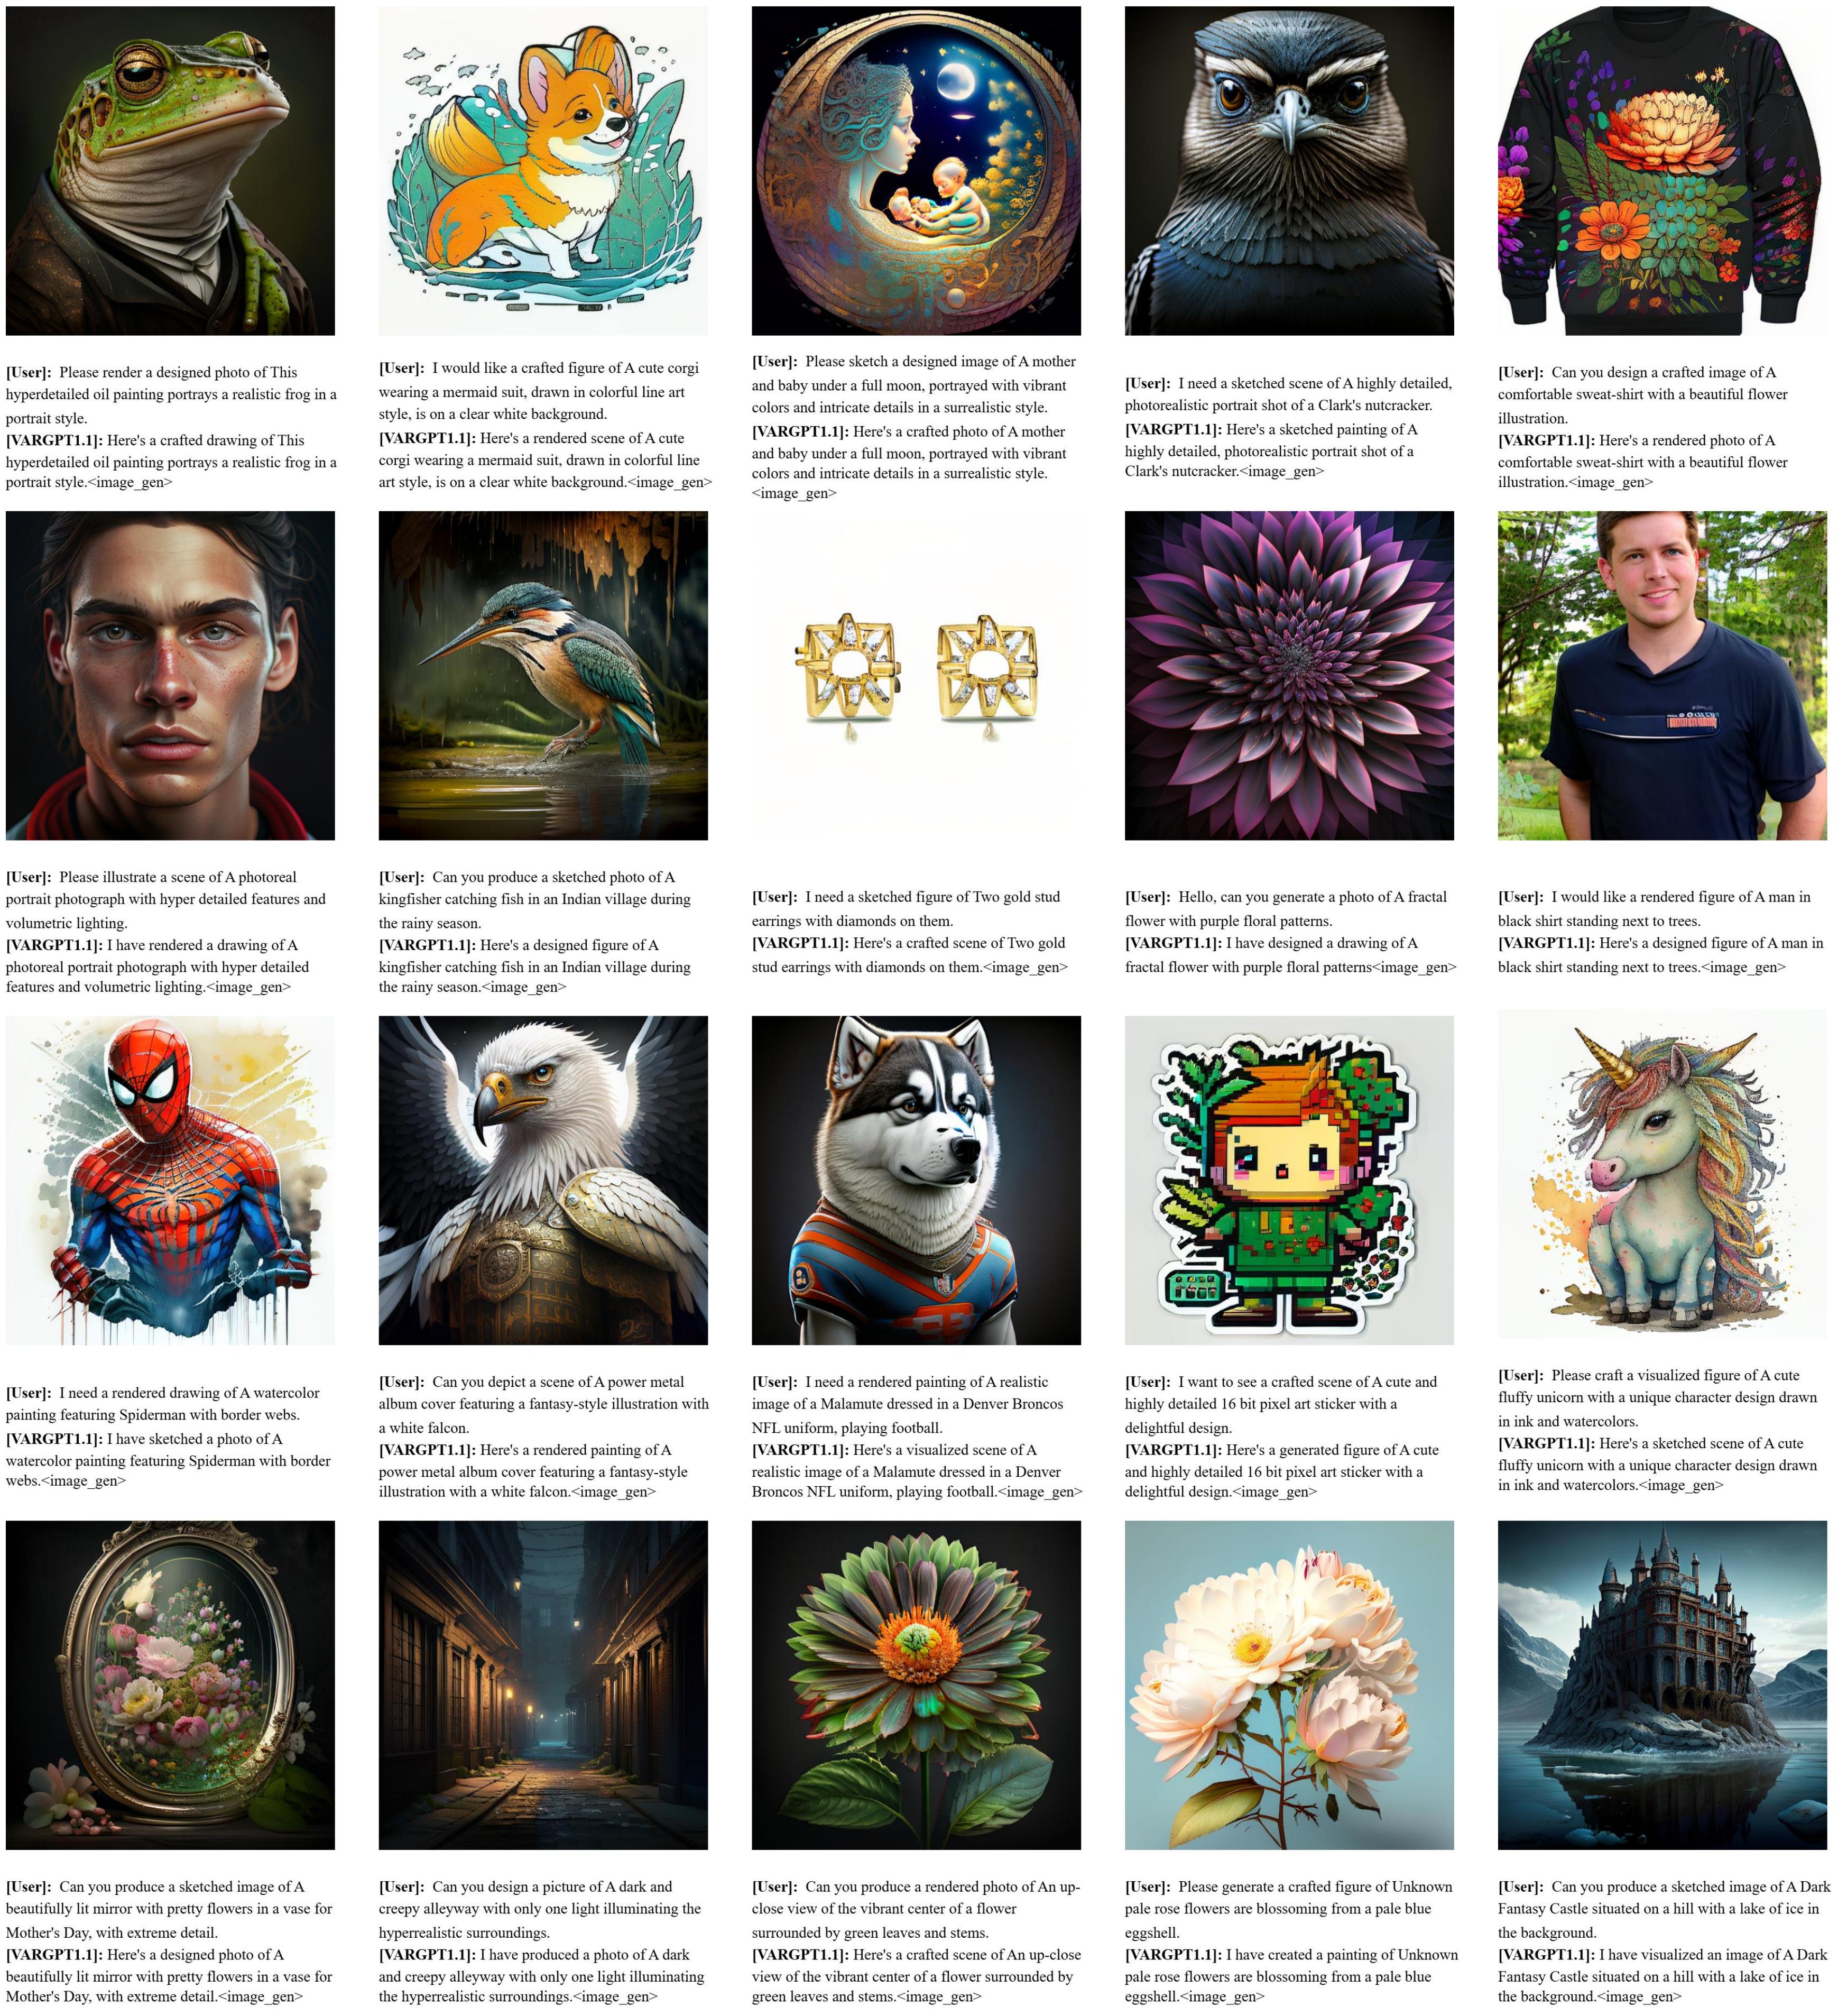 [User]: Please render a designed photo of This
hyperdetailed oil painting portrays a realistic frog in a
portrait style.
[VARGPT1.1]: Here's a crafted drawing of This
hyperdetailed oil painting portrays a realistic frog in a
portrait style.<image_gen>
[User]: I would like a crafted figure of A cute corgi
wearing a mermaid suit, drawn in colorful line art
style, is on a clear white background.
[VARGPT1.1]: Here's a rendered scene of A cute
corgi wearing a mermaid suit, drawn in colorful line
art style, is on a clear white background.<image_gen>
[User]: Please sketch a designed image of A mother
and baby under a full moon, portrayed with vibrant
colors and intricate details in a surrealistic style.
[VARGPT1.1]: Here's a crafted photo of A mother
and baby under a full moon, portrayed with vibrant
colors and intricate details in a surrealistic style.
<image_gen>
[User]: I need a sketched scene of A highly detailed,
photorealistic portrait shot of a Clark's nutcracker.
[VARGPT1.1]: Here's a sketched painting of A
highly detailed, photorealistic portrait shot of a
Clark's nutcracker.<image_gen>
[User]: Can you design a crafted image of A
comfortable sweat-shirt with a beautiful flower
illustration.
[VARGPT1.1]: Here's a rendered photo of A
comfortable sweat-shirt with a beautiful flower
illustration.<image_gen>
[User]: Please illustrate a scene of A photoreal
portrait photograph with hyper detailed features and
volumetric lighting.
[VARGPT1.1]: I have rendered a drawing of A
photoreal portrait photograph with hyper detailed
features and volumetric lighting.<image_gen>
[User]: Can you produce a sketched photo of A
kingfisher catching fish in an Indian village during
the rainy season.
[VARGPT1.1]: Here's a designed figure of A
kingfisher catching fish in an Indian village during
the rainy season.<image_gen>
[User]: I need a sketched figure of Two gold stud
earrings with diamonds on them.
[VARGPT1.1]: Here's a crafted scene of Two gold
stud earrings with diamonds on them.<image_gen>
[User]: Hello, can you generate a photo of A fractal
flower with purple floral patterns.
[VARGPT1.1]: I have designed a drawing of A
fractal flower with purple floral patterns<image_gen>
[User]: I would like a rendered figure of A man in
black shirt standing next to trees.
[VARGPT1.1]: Here's a designed figure of A man in
black shirt standing next to trees.<image_gen>
[User]: I need a rendered drawing of A watercolor
painting featuring Spiderman with border webs.
[VARGPT1.1]: I have sketched a photo of A
watercolor painting featuring Spiderman with border
webs.<image_gen>
[User]: Can you depict a scene of A power metal
album cover featuring a fantasy-style illustration with
a white falcon.
[VARGPT1.1]: Here's a rendered painting of A
power metal album cover featuring a fantasy-style
illustration with a white falcon.<image_gen>
[User]: I need a rendered painting of A realistic
image of a Malamute dressed in a Denver Broncos
NFL uniform, playing football.
[VARGPT1.1]: Here's a visualized scene of A
realistic image of a Malamute dressed in a Denver
Broncos NFL uniform, playing football.<image_gen>
[User]: I want to see a crafted scene of A cute and
highly detailed 16 bit pixel art sticker with a
delightful design.
[VARGPT1.1]: Here's a generated figure of A cute
and highly detailed 16 bit pixel art sticker with a
delightful design.<image_gen>
[User]: Please craft a visualized figure of A cute
fluffy unicorn with a unique character design drawn
in ink and watercolors.
[VARGPT1.1]: Here's a sketched scene of A cute
fluffy unicorn with a unique character design drawn
in ink and watercolors.<image_gen>
[User]: Can you produce a sketched image of A
beautifully lit mirror with pretty flowers in a vase for
Mother's Day, with extreme detail.
[VARGPT1.1]: Here's a designed photo of A
beautifully lit mirror with pretty flowers in a vase for
Mother's Day, with extreme detail.<image_gen>
[User]: Can you design a picture of A dark and
creepy alleyway with only one light illuminating the
hyperrealistic surroundings.
[VARGPT1.1]: I have produced a photo of A dark
and creepy alleyway with only one light illuminating
the hyperrealistic surroundings.<image_gen>
[User]: Can you produce a rendered photo of An up-
close view of the vibrant center of a flower
surrounded by green leaves and stems.
[VARGPT1.1]: Here's a crafted scene of An up-close
view of the vibrant center of a flower surrounded by
green leaves and stems.<image_gen>
[User]: Please generate a crafted figure of Unknown
pale rose flowers are blossoming from a pale blue
eggshell.
[VARGPT1.1]: I have created a painting of Unknown
pale rose flowers are blossoming from a pale blue
eggshell.<image_gen>
[User]: Can you produce a sketched image of A Dark
Fantasy Castle situated on a hill with a lake of ice in
the background.
[VARGPT1.1]: I have visualized an image of A Dark
Fantasy Castle situated on a hill with a lake of ice in
the background.<image_gen>